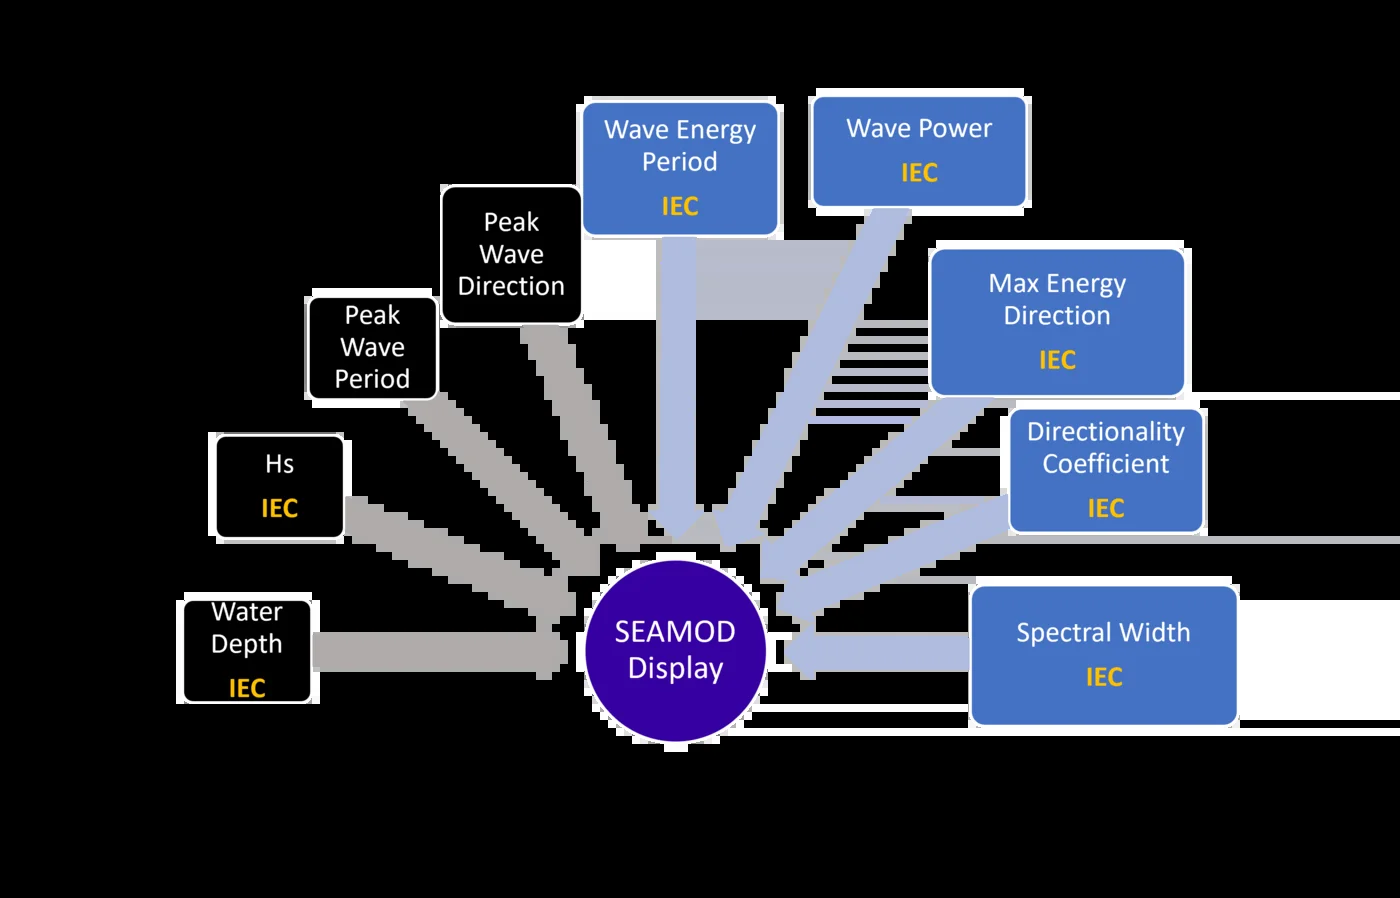 Wave Energy
Period
IEC
Wave Power
IEC
Peak
Wave
Direction
Max Energy
Direction
IEC
Peak
Wave
Period
Directionality
Coefficient
IEC
Hs
IEC
Water
Depth
IEC
SEAMOD
Display
Spectral Width
IEC